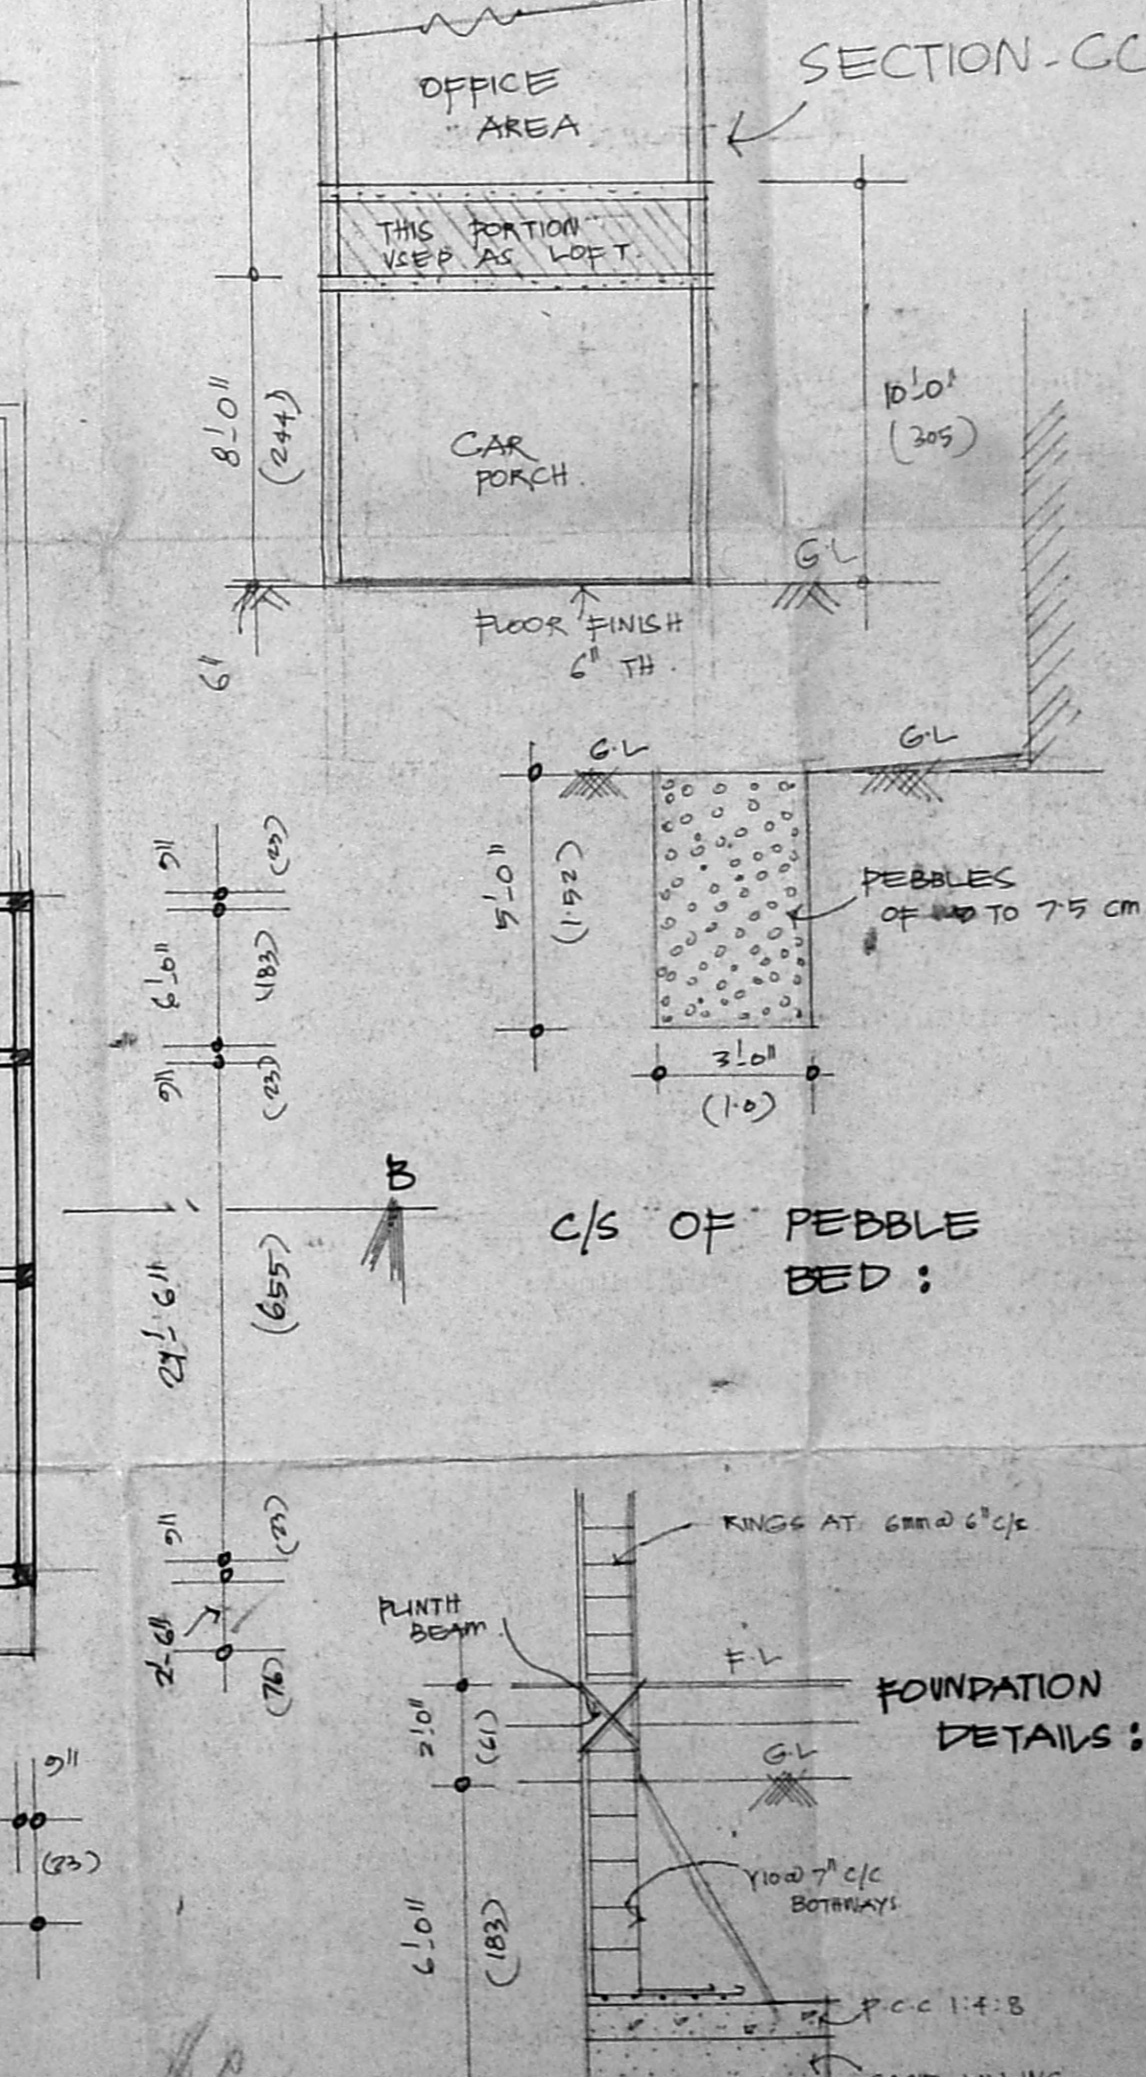 SECTION-CC
OFFICE
AREA
THIS PORTION
USED AS LOFT.
8'-0"
(244)
10'-0"
(305)
CAR
PORCH.
G.L
FLOOR FINISH
6" TH.
6"
G.L
G.L
5'-0"
(1.52)
PEBBLES
OF TO 7.5 cm
3'-0"
(1.0)
C/S OF PEBBLE
BED :
9"
(23)
6'-0"
(183)
9"
(23)
B
(655)
9"
(23)
2'-6"
(76)
9"
(23)
RINGS AT 6mm@ 6" C/C
PLINTH
BEAM.
F.L
2'-0"
(61)
FOUNDATION
DETAILS :
G.L
Y10@ 7" C/C
BOTHWAYS.
6'-0"
(183)
P.C.C 1:4:8